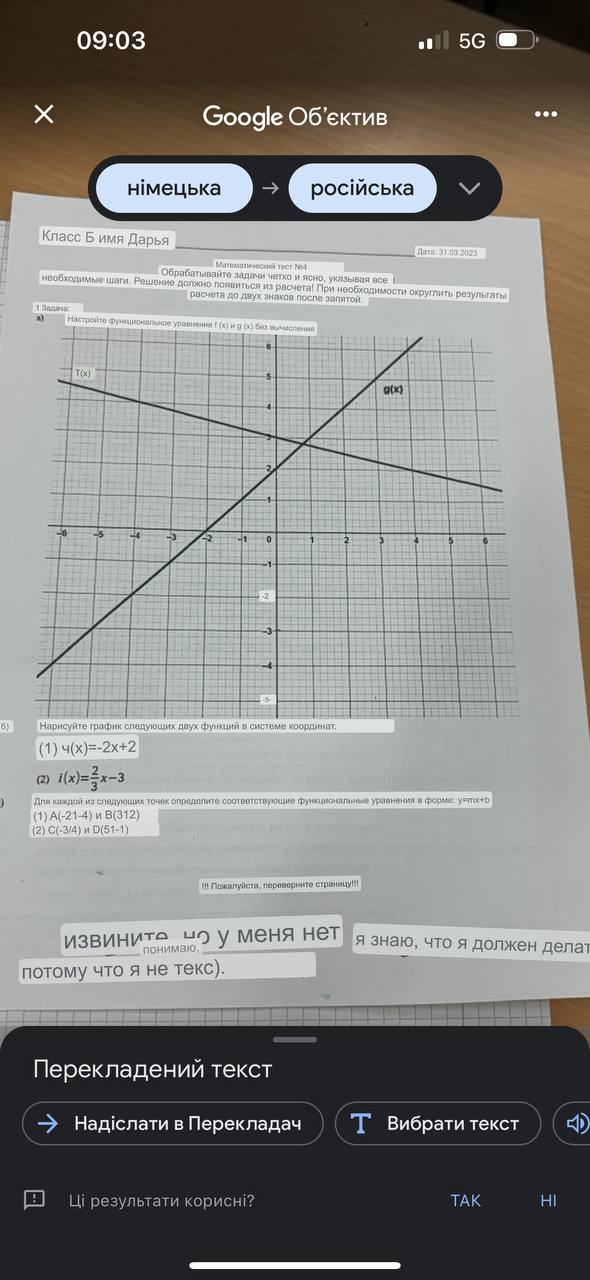 09:03
5G
Google Об'єктив
німецька → російська
Класс Б имя Дарья
Дата: 31.03.2023
Математический тест №4
Обрабатывайте задачи четко и ясно, указывая все
необходимые шаги. Решение должно появиться из расчета! При необходимости округлить результаты
расчета до двух знаков после запятой.
1 Задача:
a) Настройте функциональное уравнение f (x) и g (x) без вычисления
6
T(x)
5
g(x)
4
3
2
1
-6 -5 -4 -3 -2 -1 0 1 2 3 4 5 6
-1
-2
-3
-4
-5-
б) Нарисуйте график следующих двух функций в системе координат.
(1) ч(x)=-2x+2
(2) i(x)=2/3x-3
) Для каждой из следующих точек определите соответствующие функциональные уравнения в форме: y=mx+b
(1) A(-21-4) и B(312)
(2) C(-3/4) и D(51-1)
!!! Пожалуйста, переверните страницу!!!
извините, но у меня нет
я знаю, что я должен делат
понимаю,
потому что я не текс).
Перекладений текст
Надіслати в Перекладач
Вибрати текст
Ці результати корисні?
ТАК
НІ